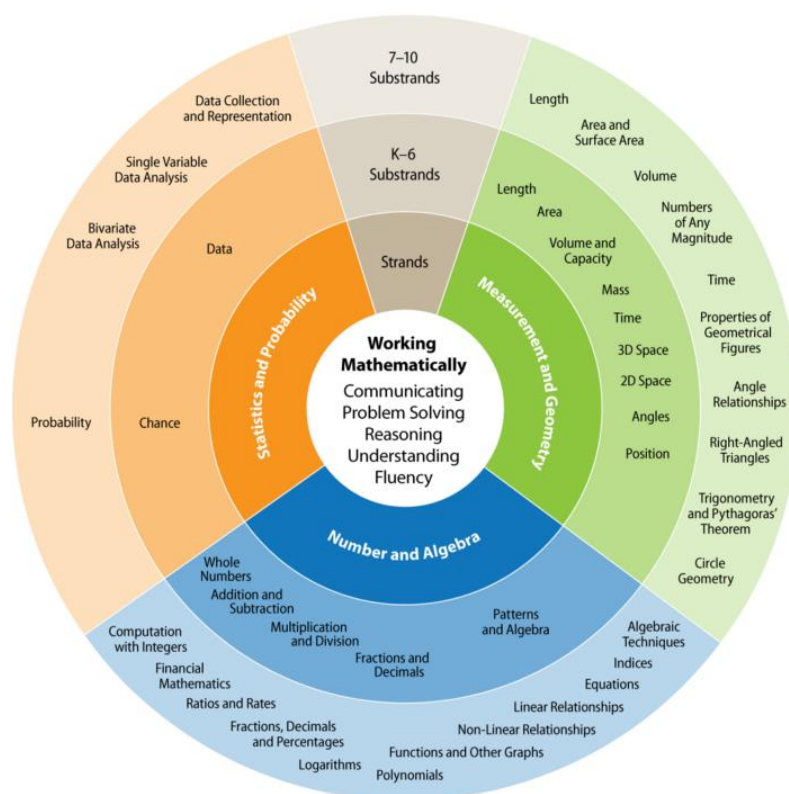 7–10
Substrands
K–6
Substrands
Strands
Working
Mathematically
Communicating
Problem Solving
Reasoning
Understanding
Fluency
Statistics and Probability
Data
Chance
Data Collection
and Representation
Single Variable
Data Analysis
Bivariate
Data Analysis
Probability
Measurement and Geometry
Length
Area
Volume and
Capacity
Mass
Time
3D Space
2D Space
Angles
Position
Length
Area and
Surface Area
Volume
Numbers
of Any
Magnitude
Time
Properties of
Geometrical
Figures
Angle
Relationships
Right-Angled
Triangles
Trigonometry
and Pythagoras’
Theorem
Circle
Geometry
Number and Algebra
Whole
Numbers
Addition and
Subtraction
Multiplication
and Division
Fractions and
Decimals
Patterns
and Algebra
Computation
with Integers
Financial
Mathematics
Ratios and Rates
Fractions, Decimals
and Percentages
Logarithms
Polynomials
Functions and Other Graphs
Non-Linear Relationships
Linear Relationships
Equations
Indices
Algebraic
Techniques